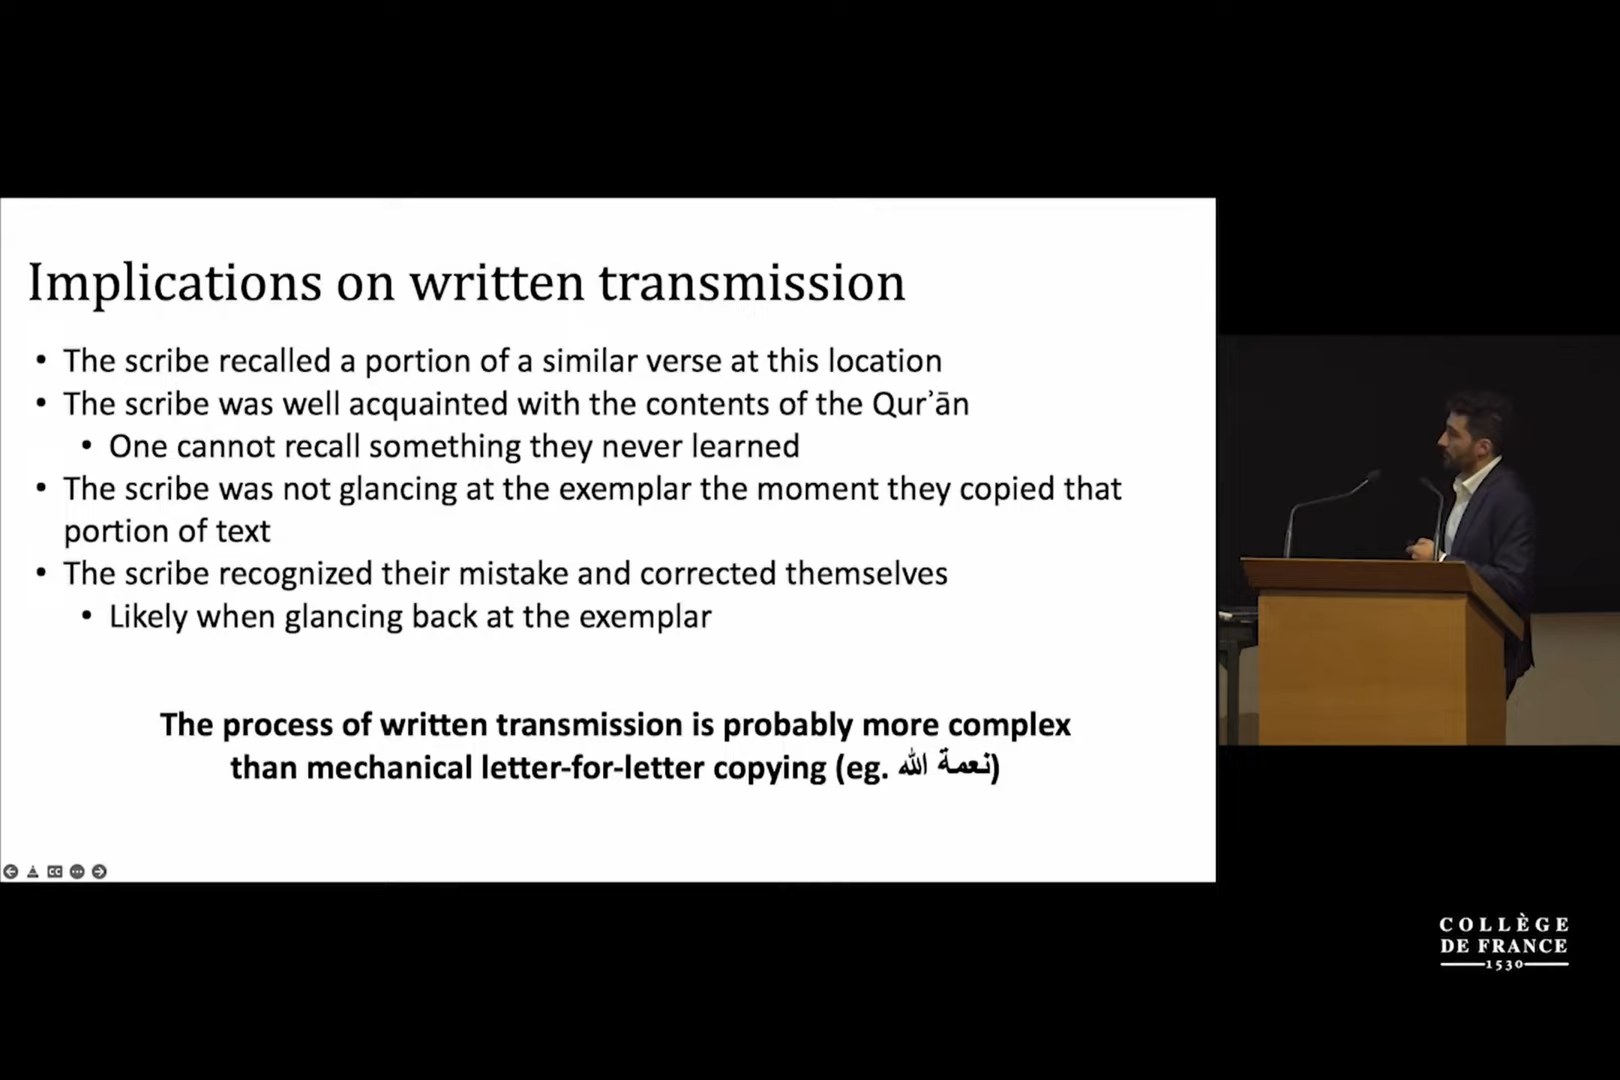 Implications on written transmission
• The scribe recalled a portion of a similar verse at this location
• The scribe was well acquainted with the contents of the Qurʾān
• One cannot recall something they never learned
• The scribe was not glancing at the exemplar the moment they copied that
portion of text
• The scribe recognized their mistake and corrected themselves
• Likely when glancing back at the exemplar
The process of written transmission is probably more complex
than mechanical letter-for-letter copying (eg. نعمة الله)
CC
COLLÈGE
DE FRANCE
1530